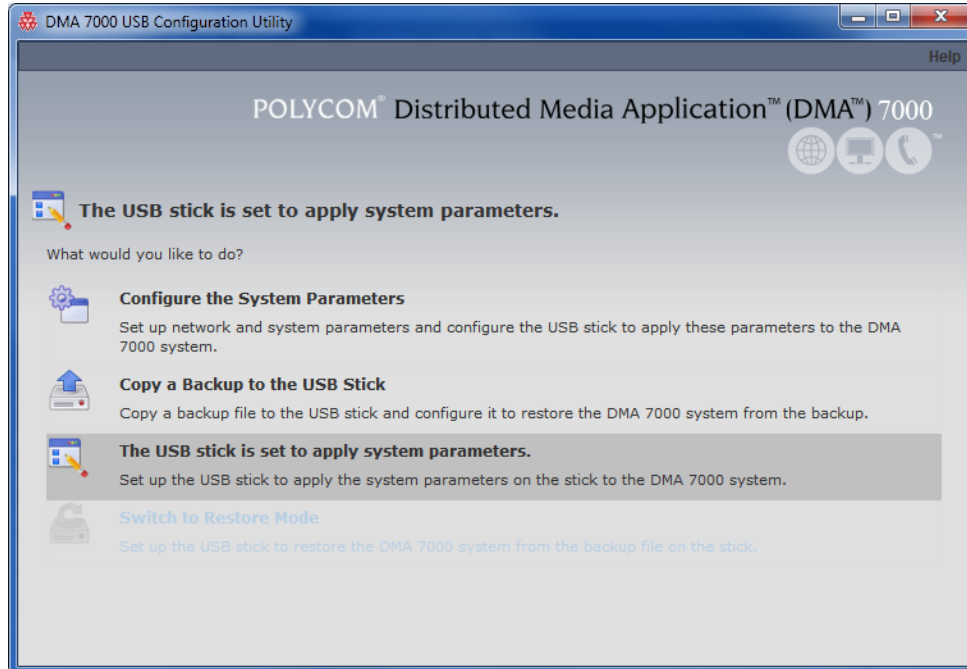 DMA 7000 USB Configuration Utility
Help
POLYCOM® Distributed Media Application™ (DMA™) 7000
™
The USB stick is set to apply system parameters.
What would you like to do?
Configure the System Parameters
Set up network and system parameters and configure the USB stick to apply these parameters to the DMA
7000 system.
Copy a Backup to the USB Stick
Copy a backup file to the USB stick and configure it to restore the DMA 7000 system from the backup.
The USB stick is set to apply system parameters.
Set up the USB stick to apply the system parameters on the stick to the DMA 7000 system.
Switch to Restore Mode
Set up the USB stick to restore the DMA 7000 system from the backup file on the stick.